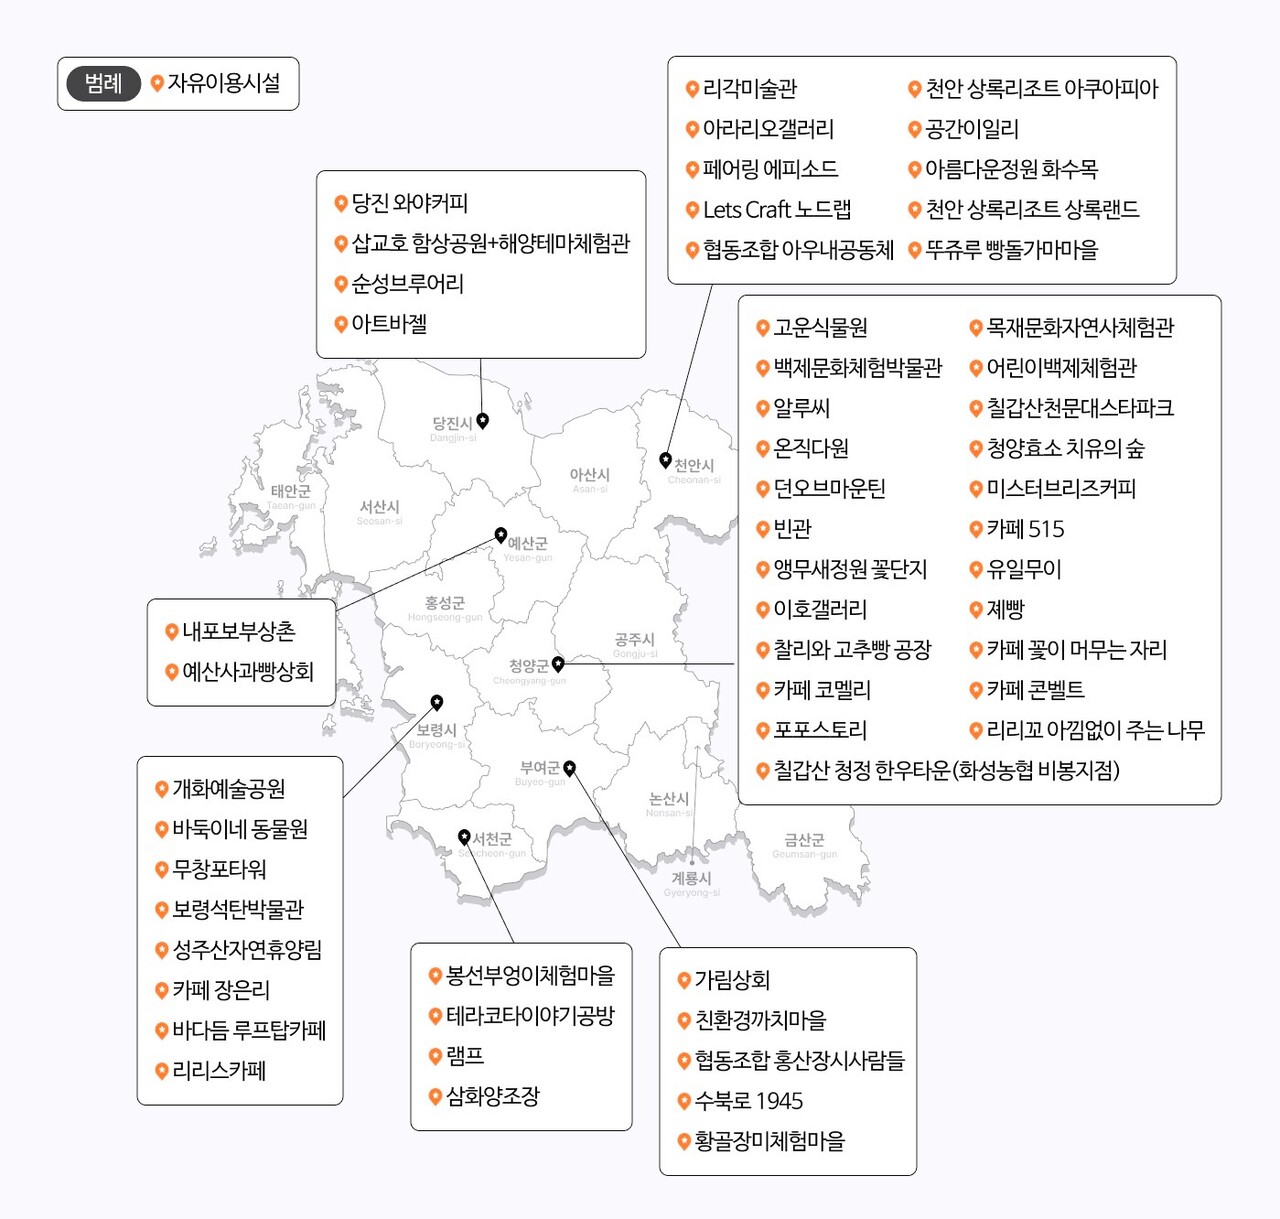 범례 자유이용시설
리각미술관 천안 상록리조트 아쿠아피아
아라리오갤러리 공간이일리
페어링 에피소드 아름다운정원 화수목
Lets Craft 노드랩 천안 상록리조트 상록랜드
협동조합 아우내공동체 뚜쥬루 빵돌가마마을
당진 와야커피
삽교호 함상공원+해양테마체험관
순성브루어리
아트바젤
고운식물원 목재문화자연사체험관
백제문화체험박물관 어린이백제체험관
알루씨 칠갑산천문대스타파크
온직다원 청양효소 치유의 숲
던오브마운틴 미스터브리즈커피
빈관 카페 515
앵무새정원 꽃단지 유일무이
이호갤러리 졔빵
찰리와 고추빵 공장 카페 꽃이 머무는 자리
카페 코멜리 카페 콘벨트
포포스토리 리리꼬 아낌없이 주는 나무
칠갑산 청정 한우타운(화성농협 비봉지점)
당진시
Dangjin-si
아산시
Asan-si
천안시
Cheonan-si
태안군
Taean-gun
서산시
Seosan-si
예산군
Yesan-gun
홍성군
Hongseong-gun
공주시
Gongju-si
청양군
Cheongyang-gun
보령시
Boryeong-si
부여군
Buyeo-gun
논산시
Nonsan-si
서천군
Seocheon-gun
계룡시
Gyeryong-si
금산군
Geumsan-gun
내포보부상촌
예산사과빵상회
개화예술공원
바둑이네 동물원
무창포타워
보령석탄박물관
성주산자연휴양림
카페 장은리
바다듬 루프탑카페
리리스카페
봉선부엉이체험마을
테라코타이야기공방
램프
삼화양조장
가림상회
친환경까치마을
협동조합 홍산장시사람들
수북로 1945
황골장미체험마을